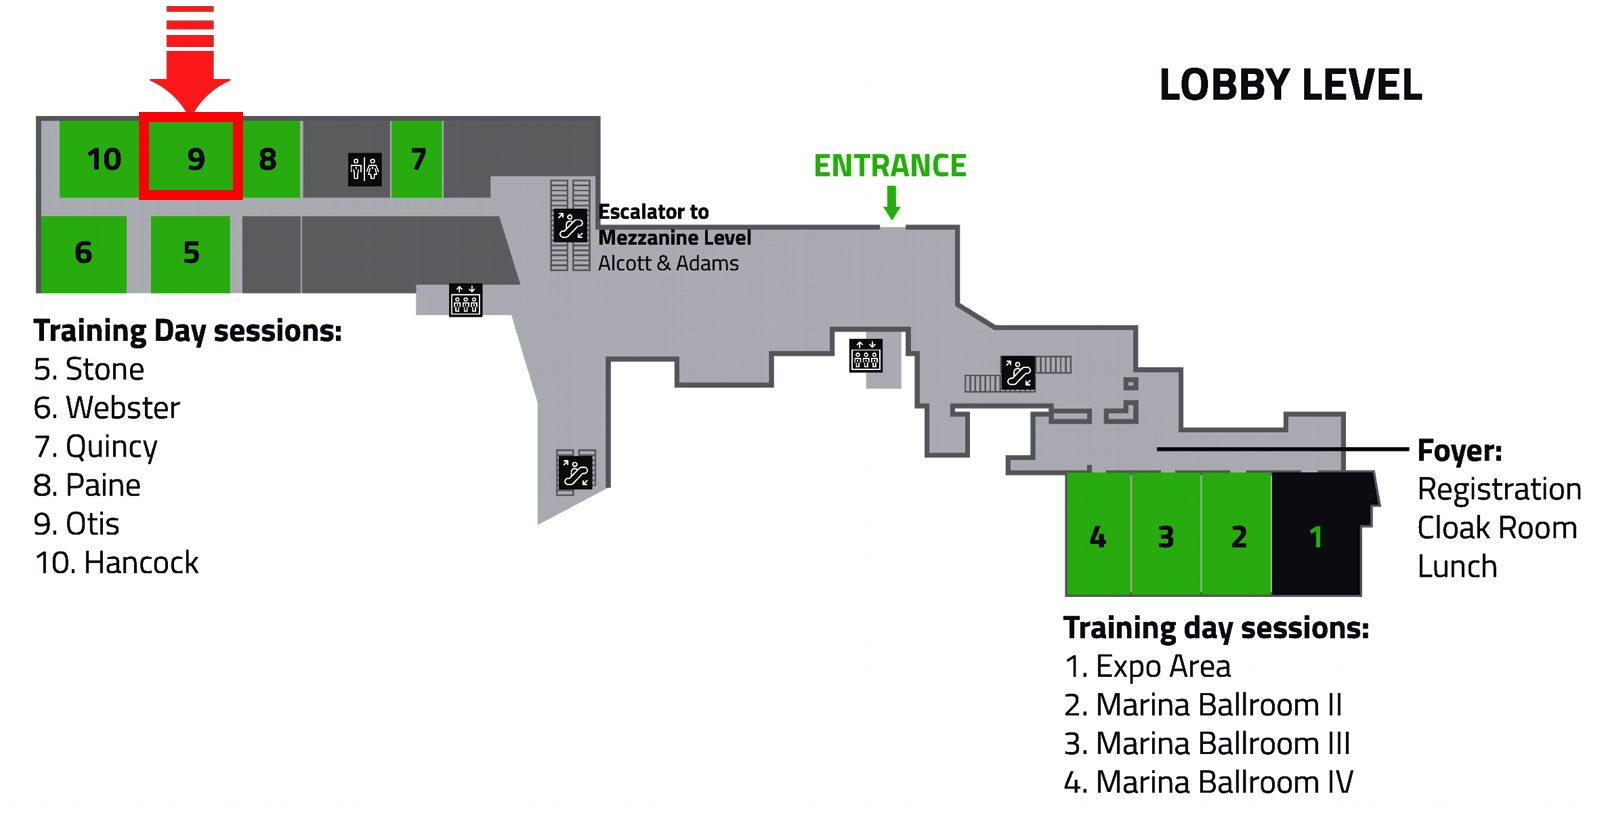 LOBBY LEVEL
ENTRANCE
10 9 8 7
Escalator to
Mezzanine Level
Alcott & Adams
6 5
Training Day sessions:
5. Stone
6. Webster
7. Quincy
8. Paine
9. Otis
10. Hancock
Foyer:
Registration
Cloak Room
Lunch
4 3 2 1
Training day sessions:
1. Expo Area
2. Marina Ballroom II
3. Marina Ballroom III
4. Marina Ballroom IV